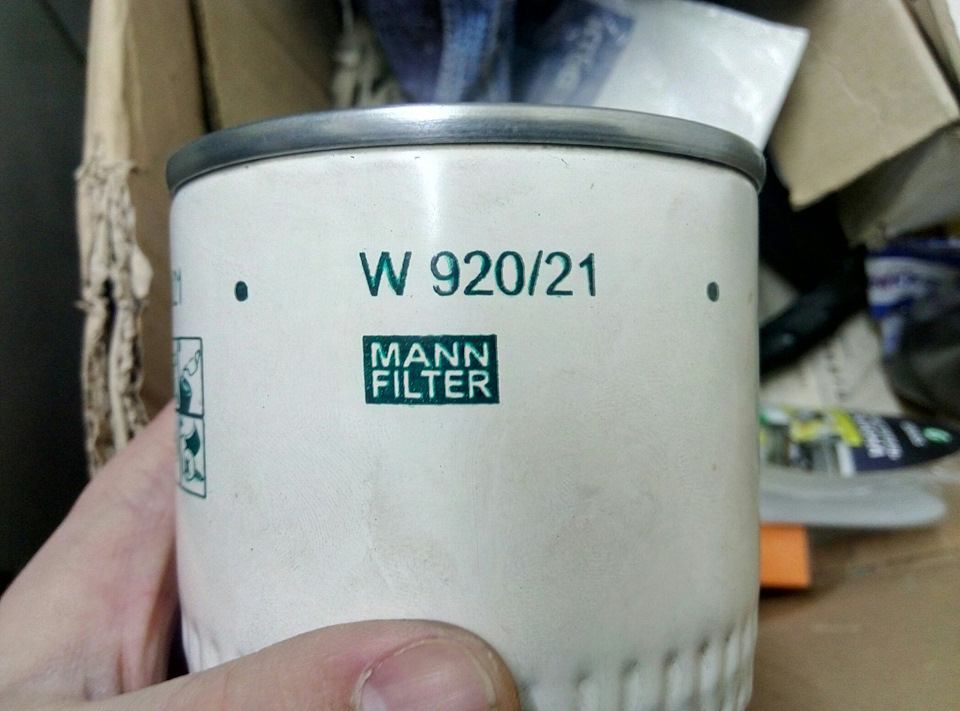 W 920/21
MANN
FILTER